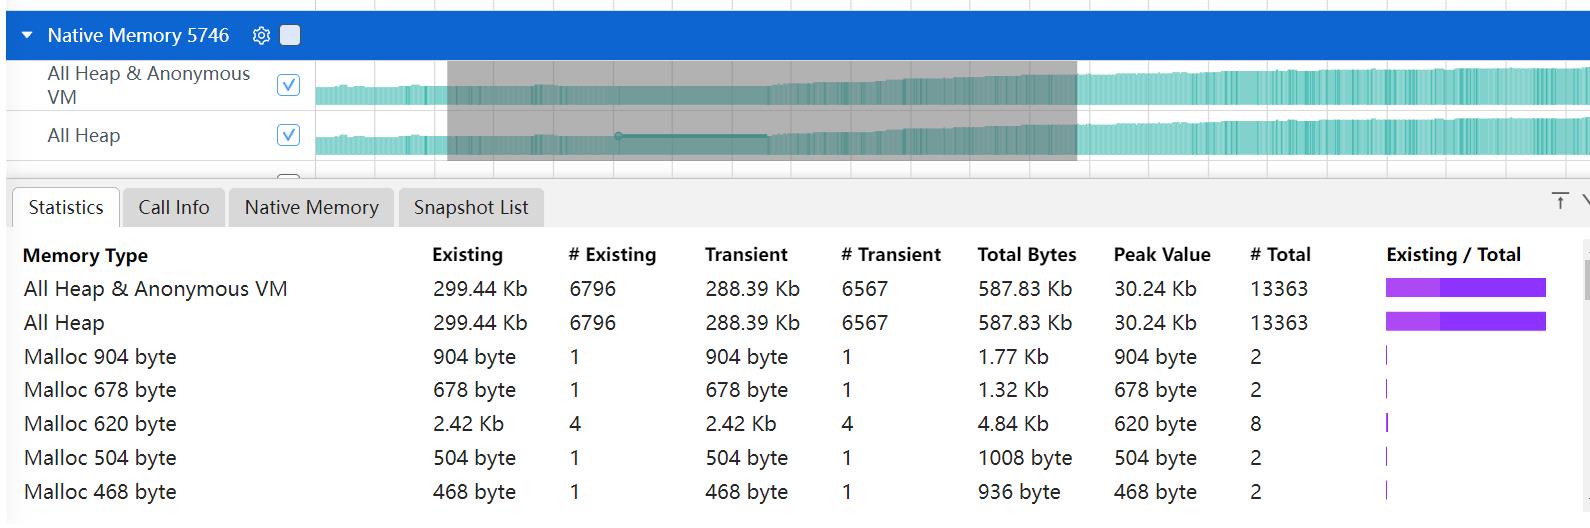 Native Memory 5746
All Heap & Anonymous
VM
All Heap
Statistics Call Info Native Memory Snapshot List
Memory Type Existing # Existing Transient # Transient Total Bytes Peak Value # Total Existing / Total
All Heap & Anonymous VM 299.44 Kb 6796 288.39 Kb 6567 587.83 Kb 30.24 Kb 13363
All Heap 299.44 Kb 6796 288.39 Kb 6567 587.83 Kb 30.24 Kb 13363
Malloc 904 byte 904 byte 1 904 byte 1 1.77 Kb 904 byte 2
Malloc 678 byte 678 byte 1 678 byte 1 1.32 Kb 678 byte 2
Malloc 620 byte 2.42 Kb 4 2.42 Kb 4 4.84 Kb 620 byte 8
Malloc 504 byte 504 byte 1 504 byte 1 1008 byte 504 byte 2
Malloc 468 byte 468 byte 1 468 byte 1 936 byte 468 byte 2